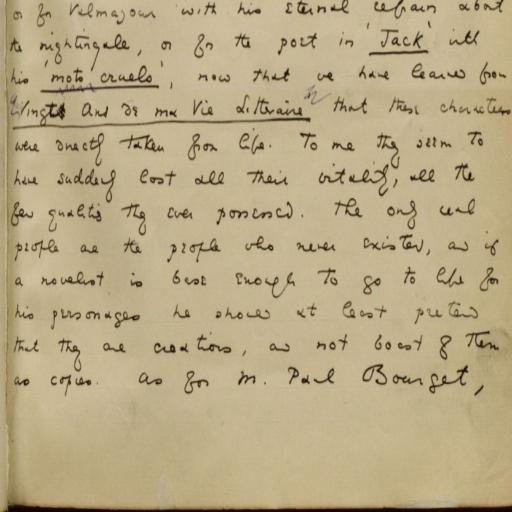 or for Valmajour with his eternal refrain about
the nightingale, or for the poet in 'Jack' with
his 'mots cruels', now that we have learned from
Vingt Ans de ma Vie Littéraire that these characters
were directly taken from life. To me they seem to
have suddenly lost all their vitality, all the
few qualities they ever possessed. The only real
people are the people who never existed, and if
a novelist is base enough to go to life for
his personages he should at least pretend
that they are creations, and not boast of them
as copies. As for M. Paul Bourget,